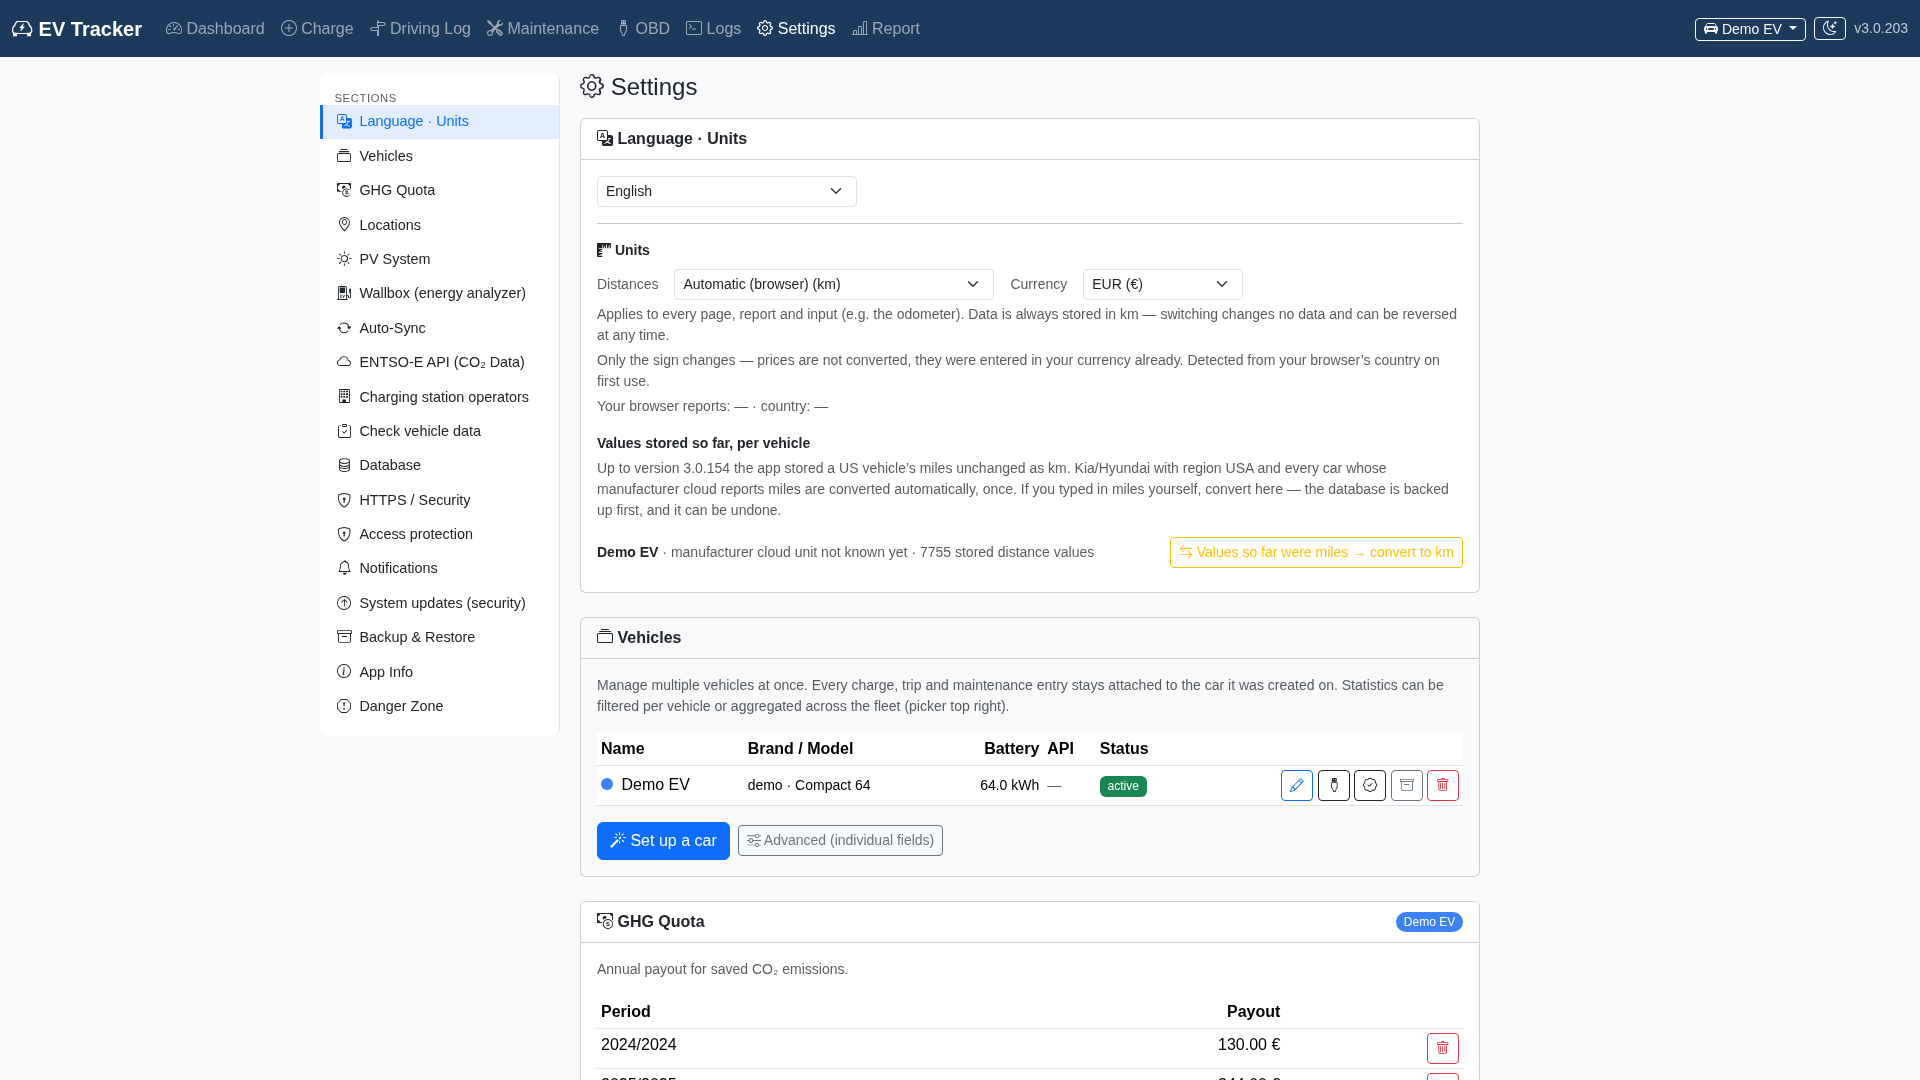 EV Tracker Dashboard Charge Driving Log Maintenance OBD Logs Settings Report Demo EV v3.0.203
SECTIONS
Language · Units
Vehicles
GHG Quota
Locations
PV System
Wallbox (energy analyzer)
Auto-Sync
ENTSO-E API (CO₂ Data)
Charging station operators
Check vehicle data
Database
HTTPS / Security
Access protection
Notifications
System updates (security)
Backup & Restore
App Info
Danger Zone
Settings
Language · Units
English
Units
Distances Automatic (browser) (km) Currency EUR (€)
Applies to every page, report and input (e.g. the odometer). Data is always stored in km — switching changes no data and can be reversed
at any time.
Only the sign changes — prices are not converted, they were entered in your currency already. Detected from your browser’s country on
first use.
Your browser reports: — · country: —
Values stored so far, per vehicle
Up to version 3.0.154 the app stored a US vehicle’s miles unchanged as km. Kia/Hyundai with region USA and every car whose
manufacturer cloud reports miles are converted automatically, once. If you typed in miles yourself, convert here — the database is backed
up first, and it can be undone.
Demo EV · manufacturer cloud unit not known yet · 7755 stored distance values Values so far were miles → convert to km
Vehicles
Manage multiple vehicles at once. Every charge, trip and maintenance entry stays attached to the car it was created on. Statistics can be
filtered per vehicle or aggregated across the fleet (picker top right).
Name Brand / Model Battery API Status
Demo EV demo · Compact 64 64.0 kWh — active
Set up a car Advanced (individual fields)
GHG Quota Demo EV
Annual payout for saved CO₂ emissions.
Period Payout
2024/2024 130.00 €